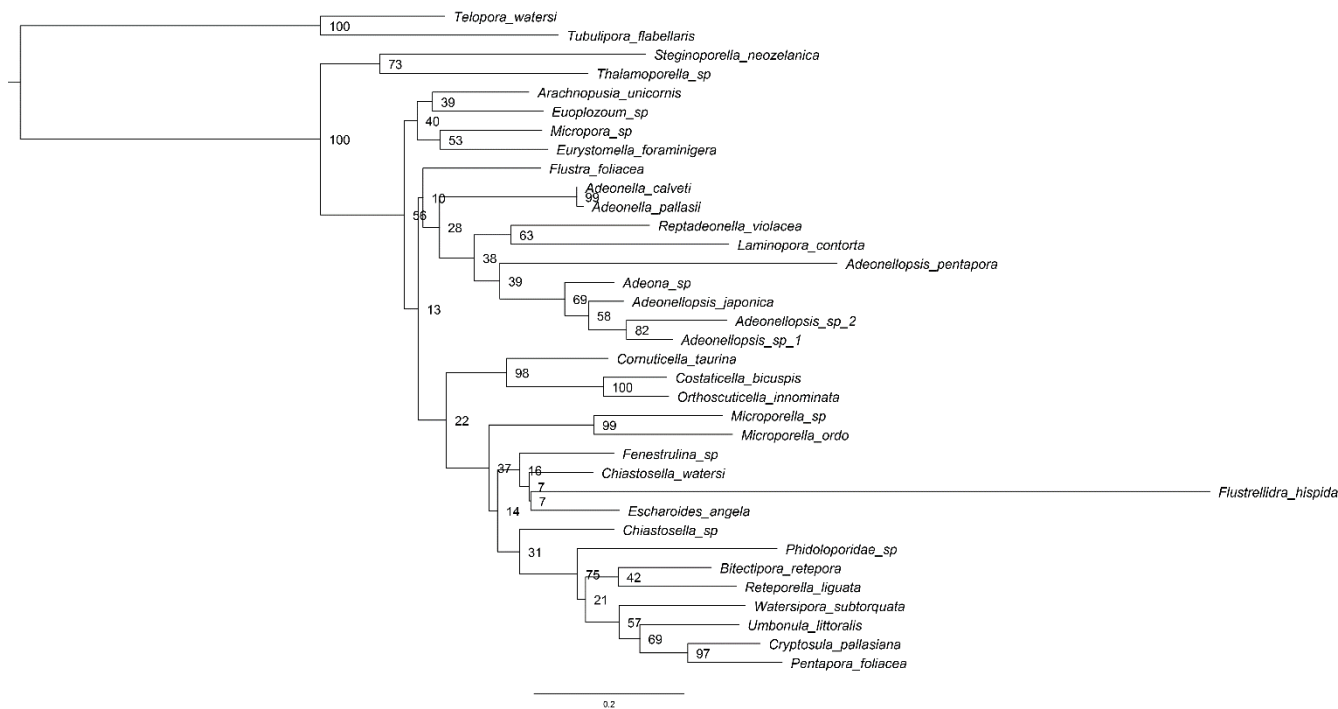 Telopora_watersi
100
Tubulipora_flabellaris
Steginoporella_neozelanica
73
Thalamoporella_sp
Arachnopusia_unicornis
39
Euoplozoum_sp
40
Micropora_sp
100
53
Eurystomella_foraminigera
Flustra_foliacea
Adeonella_calveti
10
99
Adeonella_pallasii
56
Reptadeonella_violacea
28
63
Laminopora_contorta
38
Adeonellopsis_pentapora
39
Adeona_sp
69
Adeonellopsis_japonica
13
58
Adeonellopsis_sp_2
82
Adeonellopsis_sp_1
Cornuticella_taurina
98
Costaticella_bicuspis
100
Orthoscuticella_innominata
Microporella_sp
22
99
Microporella_ordo
Fenestrulina_sp
37
16
Chiastosella_watersi
7
Flustrellidra_hispida
7
14
Escharoides_angela
Chiastosella_sp
31
Phidoloporidae_sp
Bitectipora_retepora
75
42
Reteporella_liguata
21
Watersipora_subtorquata
57
Umbonula_littoralis
69
Cryptosula_pallasiana
97
Pentapora_foliacea
0.2